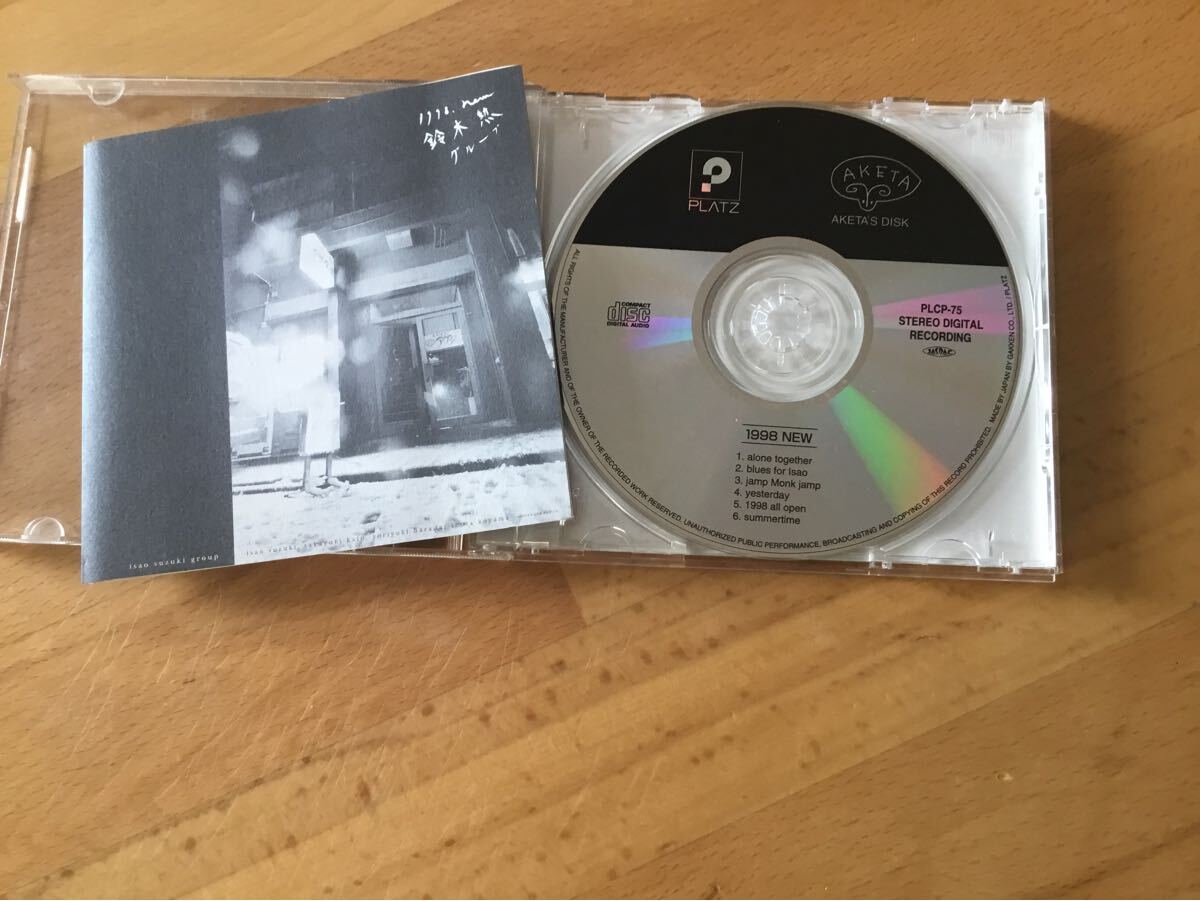 1998. new
鈴木 悠
グループ
isao suzuki group
PLATZ
AKETA
AKETA'S DISK
COMPACT
disc
DIGITAL AUDIO
PLCP-75
STEREO DIGITAL
RECORDING
JASRAC
1998 NEW
1. alone together
2. blues for Isao
3. jamp Monk jamp
4. yesterday
5. 1998 all open
6. summertime
ALL RIGHTS OF THE MANUFACTURER AND OF THE OWNER OF THE RECORDED WORK RESERVED. UNAUTHORIZED PUBLIC PERFORMANCE, BROADCASTING AND COPYING OF THIS RECORD PROHIBITED. MADE IN JAPAN BY GAKKEN CO., LTD. / PLATZ